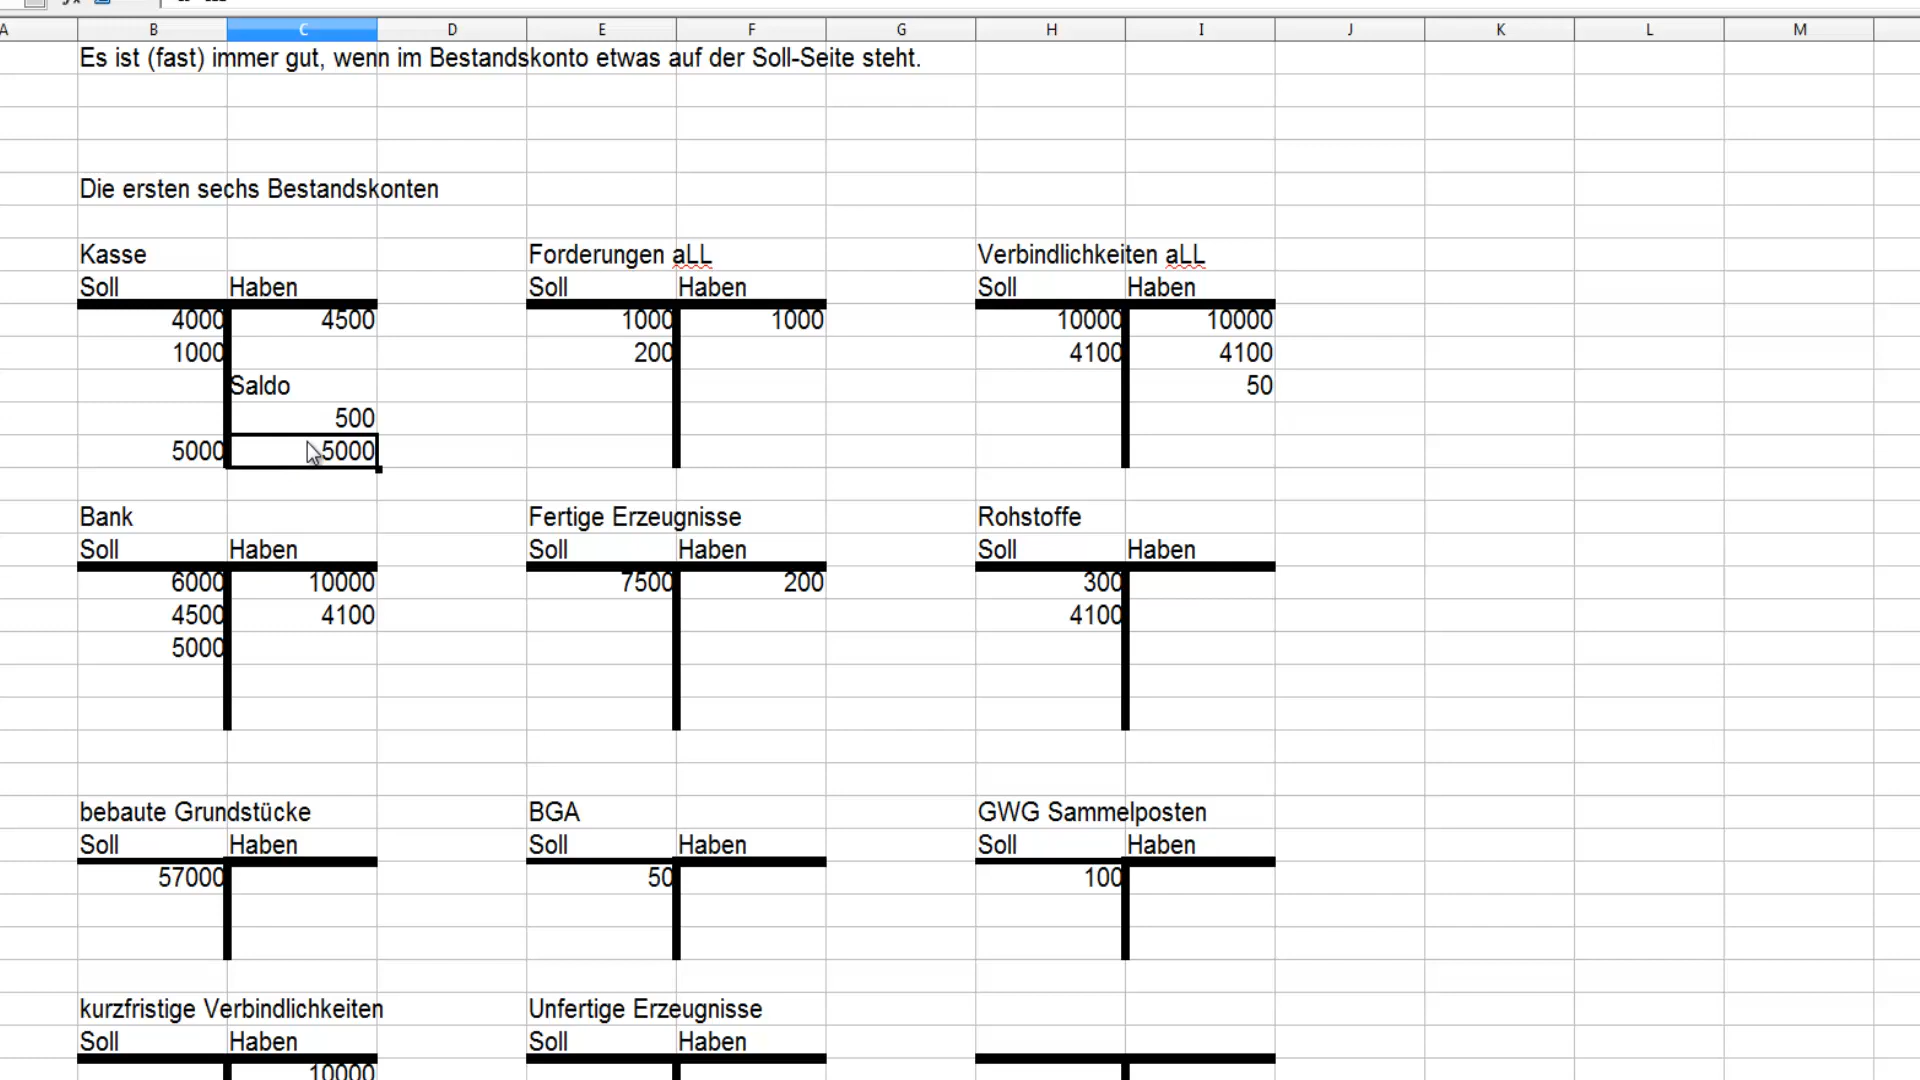 A B C D E F G H I J K L M
Es ist (fast) immer gut, wenn im Bestandskonto etwas auf der Soll-Seite steht.
Die ersten sechs Bestandskonten
Kasse Forderungen aLL Verbindlichkeiten aLL
Soll Haben Soll Haben Soll Haben
4000 4500 1000 1000 10000 10000
1000 200 4100 4100
Saldo 50
500
5000 5000
Bank Fertige Erzeugnisse Rohstoffe
Soll Haben Soll Haben Soll Haben
6000 10000 7500 200 300
4500 4100 4100
5000
bebaute Grundstücke BGA GWG Sammelposten
Soll Haben Soll Haben Soll Haben
57000 50 100
kurzfristige Verbindlichkeiten Unfertige Erzeugnisse
Soll Haben Soll Haben
10000